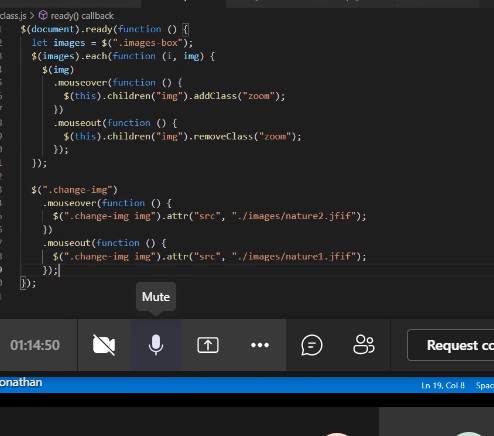 class.js > ready() callback
$(document).ready(function () {
let images = $(".images-box");
$(images).each(function (i, img) {
$(img)
.mouseover(function () {
$(this).children("img").addClass("zoom");
})
.mouseout(function () {
$(this).children("img").removeClass("zoom");
});
});
$(".change-img")
.mouseover(function () {
$(".change-img img").attr("src", "./images/nature2.jfif");
})
.mouseout(function () {
$(".change-img img").attr("src", "./images/nature1.jfif");
});
});
Mute
01:14:50
Request co
onathan
Ln 19, Col 8 Spac